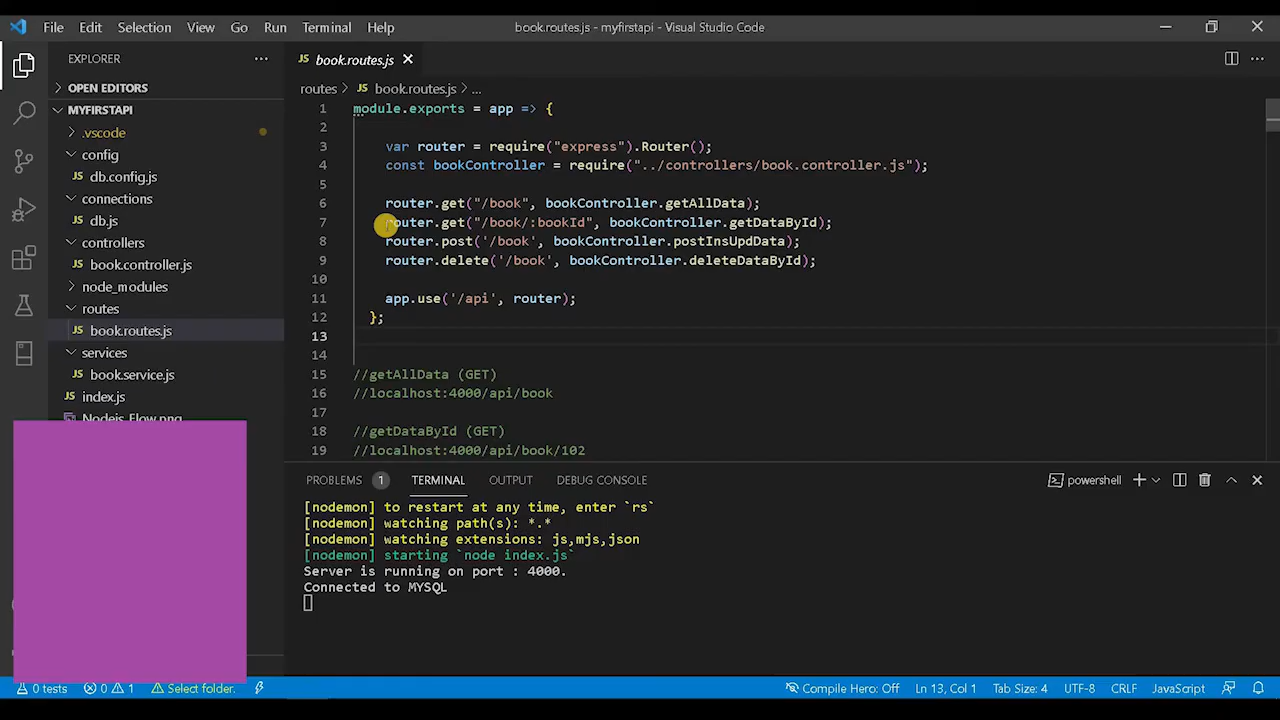 File Edit Selection View Go Run Terminal Help book.routes.js - myfirstapi - Visual Studio Code
EXPLORER ...
OPEN EDITORS
MYFIRSTAPI
.vscode
config
db.config.js
connections
db.js
controllers
JS book.controller.js
node_modules
routes
JS book.routes.js
services
JS book.service.js
JS index.js
Nodejs_Flow.png
JS book.routes.js
routes > JS book.routes.js > ...
1 module.exports = app => {
2
3 var router = require("express").Router();
4 const bookController = require("../controllers/book.controller.js");
5
6 router.get("/book", bookController.getAllData);
7 router.get("/book/:bookId", bookController.getDataById);
8 router.post('/book', bookController.postInsUpdData);
9 router.delete('/book', bookController.deleteDataById);
10
11 app.use('/api', router);
12 };
13
14
15 //getAllData (GET)
16 //localhost:4000/api/book
17
18 //getDataById (GET)
19 //localhost:4000/api/book/102
PROBLEMS 1 TERMINAL OUTPUT DEBUG CONSOLE powershell
[nodemon] to restart at any time, enter `rs`
[nodemon] watching path(s): *.*
[nodemon] watching extensions: js,mjs,json
[nodemon] starting `node index.js`
Server is running on port : 4000.
Connected to MYSQL
0 tests 0 1 Select folder. Compile Hero: Off Ln 13, Col 1 Tab Size: 4 UTF-8 CRLF JavaScript